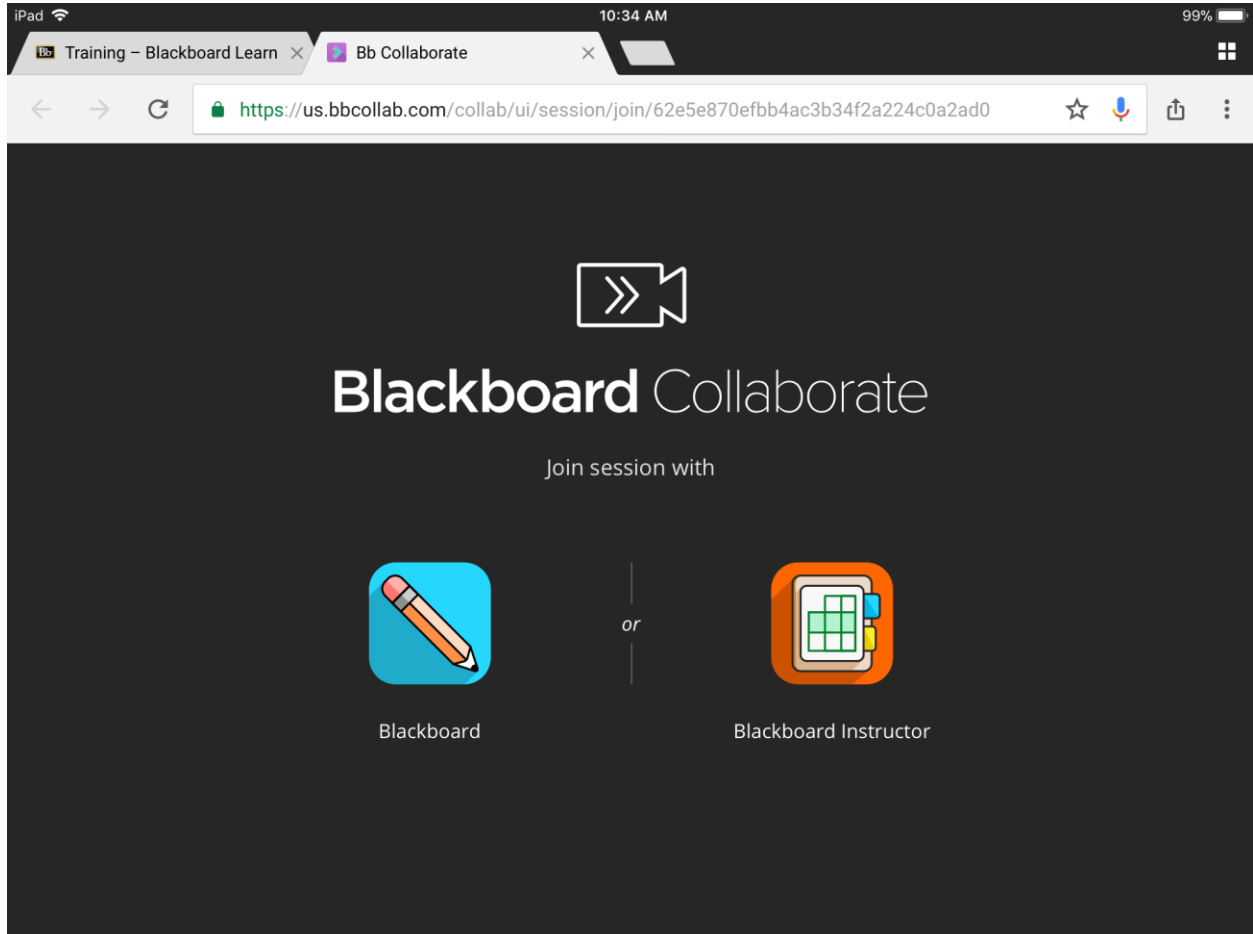 iPad 10:34 AM 99%
Bb Training – Blackboard Learn Bb Collaborate
https://us.bbcollab.com/collab/ui/session/join/62e5e870efbb4ac3b34f2a224c0a2ad0
Blackboard Collaborate
Join session with
or
Blackboard Blackboard Instructor